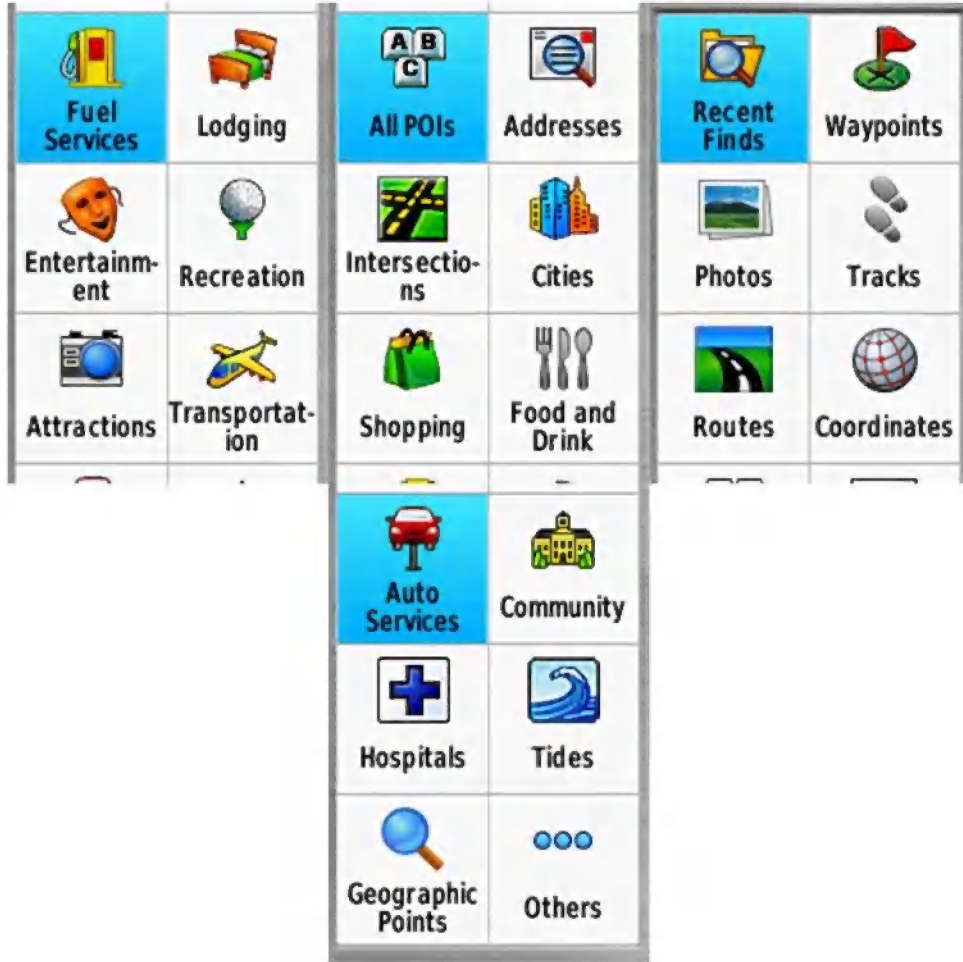 Fuel
Services
Lodging
Entertainm-
ent
Recreation
Attractions
Transportat-
ion
A B
C
All POIs
Addresses
Intersectio-
ns
Cities
Shopping
Food and
Drink
Recent
Finds
Waypoints
Photos
Tracks
Routes
Coordinates
Auto
Services
Community
Hospitals
Tides
Geographic
Points
Others